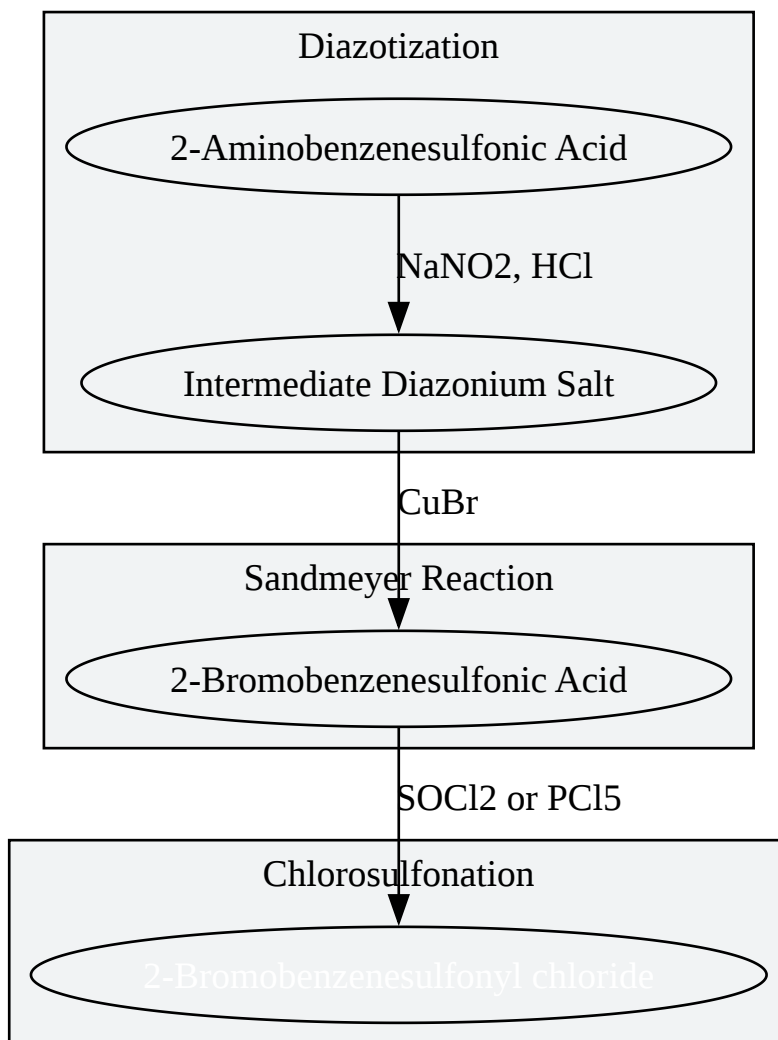 Diazotization
2-Aminobenzenesulfonic Acid
NaNO2, HCl
Intermediate Diazonium Salt
CuBr
Sandmeyer Reaction
2-Bromobenzenesulfonic Acid
SOCl2 or PCl5
Chlorosulfonation
2-Bromobenzenesulfonyl chloride